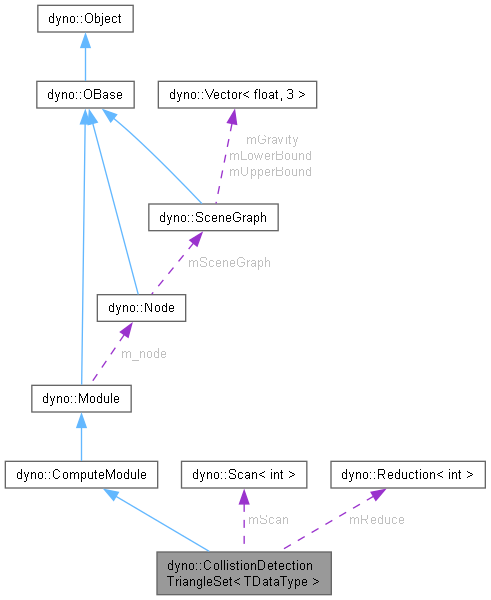 dyno::Object
dyno::OBase
dyno::Vector< float, 3 >
mGravity
mLowerBound
mUpperBound
dyno::SceneGraph
mSceneGraph
dyno::Node
m_node
dyno::Module
dyno::ComputeModule
dyno::Scan< int >
dyno::Reduction< int >
mScan
mReduce
dyno::CollistionDetection
TriangleSet< TDataType >